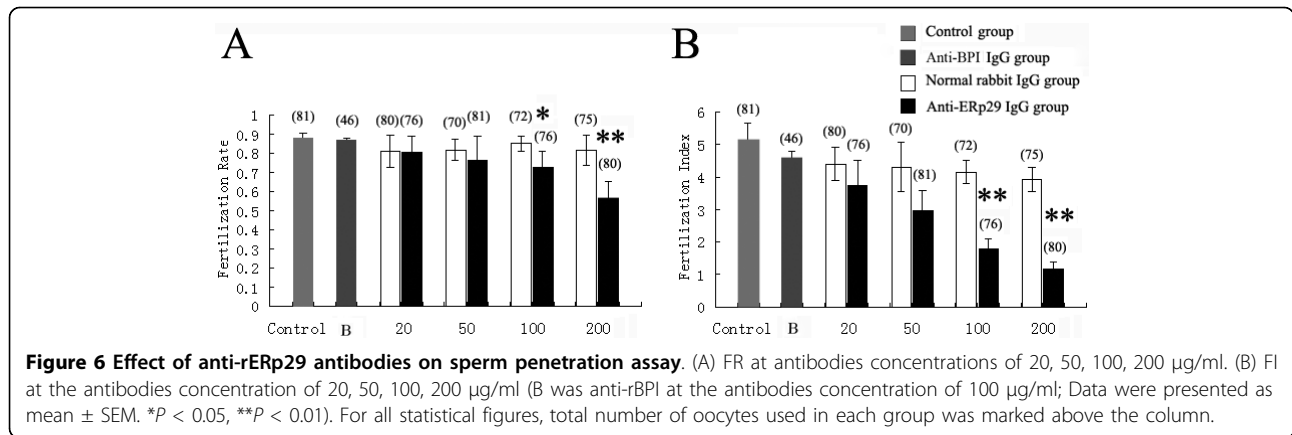 A
B
Control group
Anti-BPI IgG group
Normal rabbit IgG group
Anti-ERp29 IgG group
Fertilization Rate
1
0.9
0.8
0.7
0.6
0.5
0.4
0.3
0.2
0.1
0
(81) (46) (80) (76) (70) (81) (72) * (76) (75) ** (80)
Control B 20 50 100 200
Fertilization Index
6
5
4
3
2
1
0
(81) (46) (80) (76) (70) (81) (72) ** (76) (75) ** (80)
Control B 20 50 100 200
Figure 6 Effect of anti-rERp29 antibodies on sperm penetration assay. (A) FR at antibodies concentrations of 20, 50, 100, 200 μg/ml. (B) FI
at the antibodies concentration of 20, 50, 100, 200 μg/ml (B was anti-rBPI at the antibodies concentration of 100 μg/ml; Data were presented as
mean ± SEM. *P < 0.05, **P < 0.01). For all statistical figures, total number of oocytes used in each group was marked above the column.